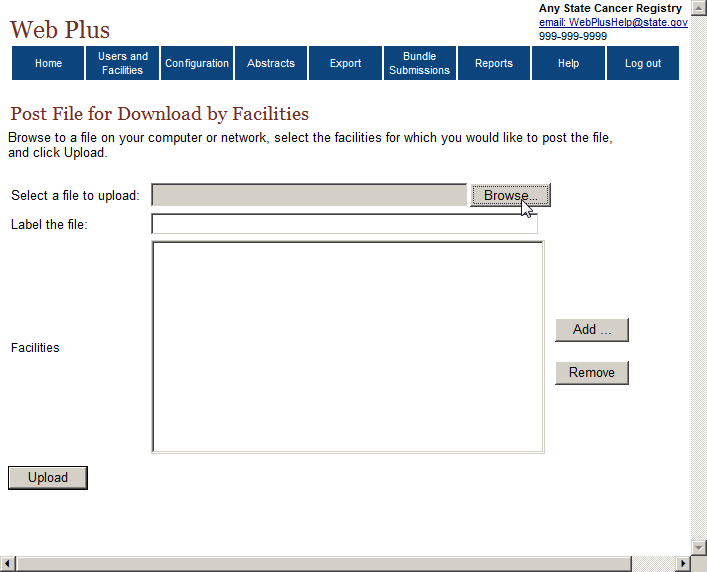 Any State Cancer Registry
Web Plus
email: WebPlusHelp@state.gov
999-999-9999
Home
Users and
Facilities
Configuration
Abstracts
Export
Bundle
Submissions
Reports
Help
Log out
Post File for Download by Facilities
Browse to a file on your computer or network, select the facilities for which you would like to post the file,
and click Upload.
Select a file to upload:
Browse...
Label the file:
Facilities
Add ...
Remove
Upload